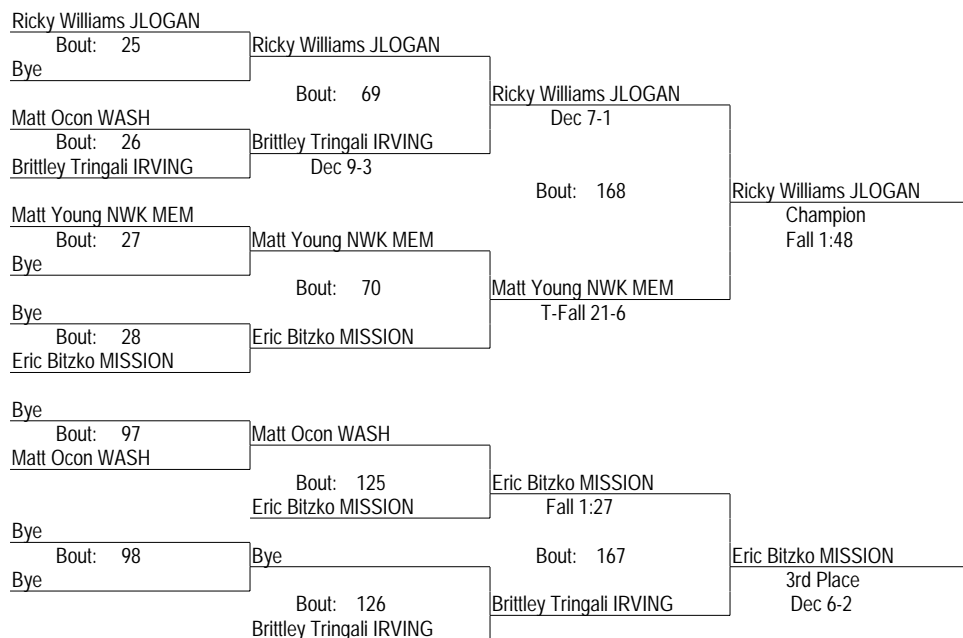 Ricky Williams JLOGAN
Bout: 25
Ricky Williams JLOGAN
Bye
Bout: 69
Ricky Williams JLOGAN
Matt Ocon WASH
Dec 7-1
Bout: 26
Brittley Tringali IRVING
Brittley Tringali IRVING
Dec 9-3
Bout: 168
Ricky Williams JLOGAN
Matt Young NWK MEM
Champion
Bout: 27
Matt Young NWK MEM
Fall 1:48
Bye
Bout: 70
Matt Young NWK MEM
Bye
T-Fall 21-6
Bout: 28
Eric Bitzko MISSION
Eric Bitzko MISSION
Bye
Bout: 97
Matt Ocon WASH
Matt Ocon WASH
Bout: 125
Eric Bitzko MISSION
Eric Bitzko MISSION
Fall 1:27
Bye
Bout: 98
Bye
Bout: 167
Eric Bitzko MISSION
Bye
3rd Place
Bout: 126
Brittley Tringali IRVING
Dec 6-2
Brittley Tringali IRVING